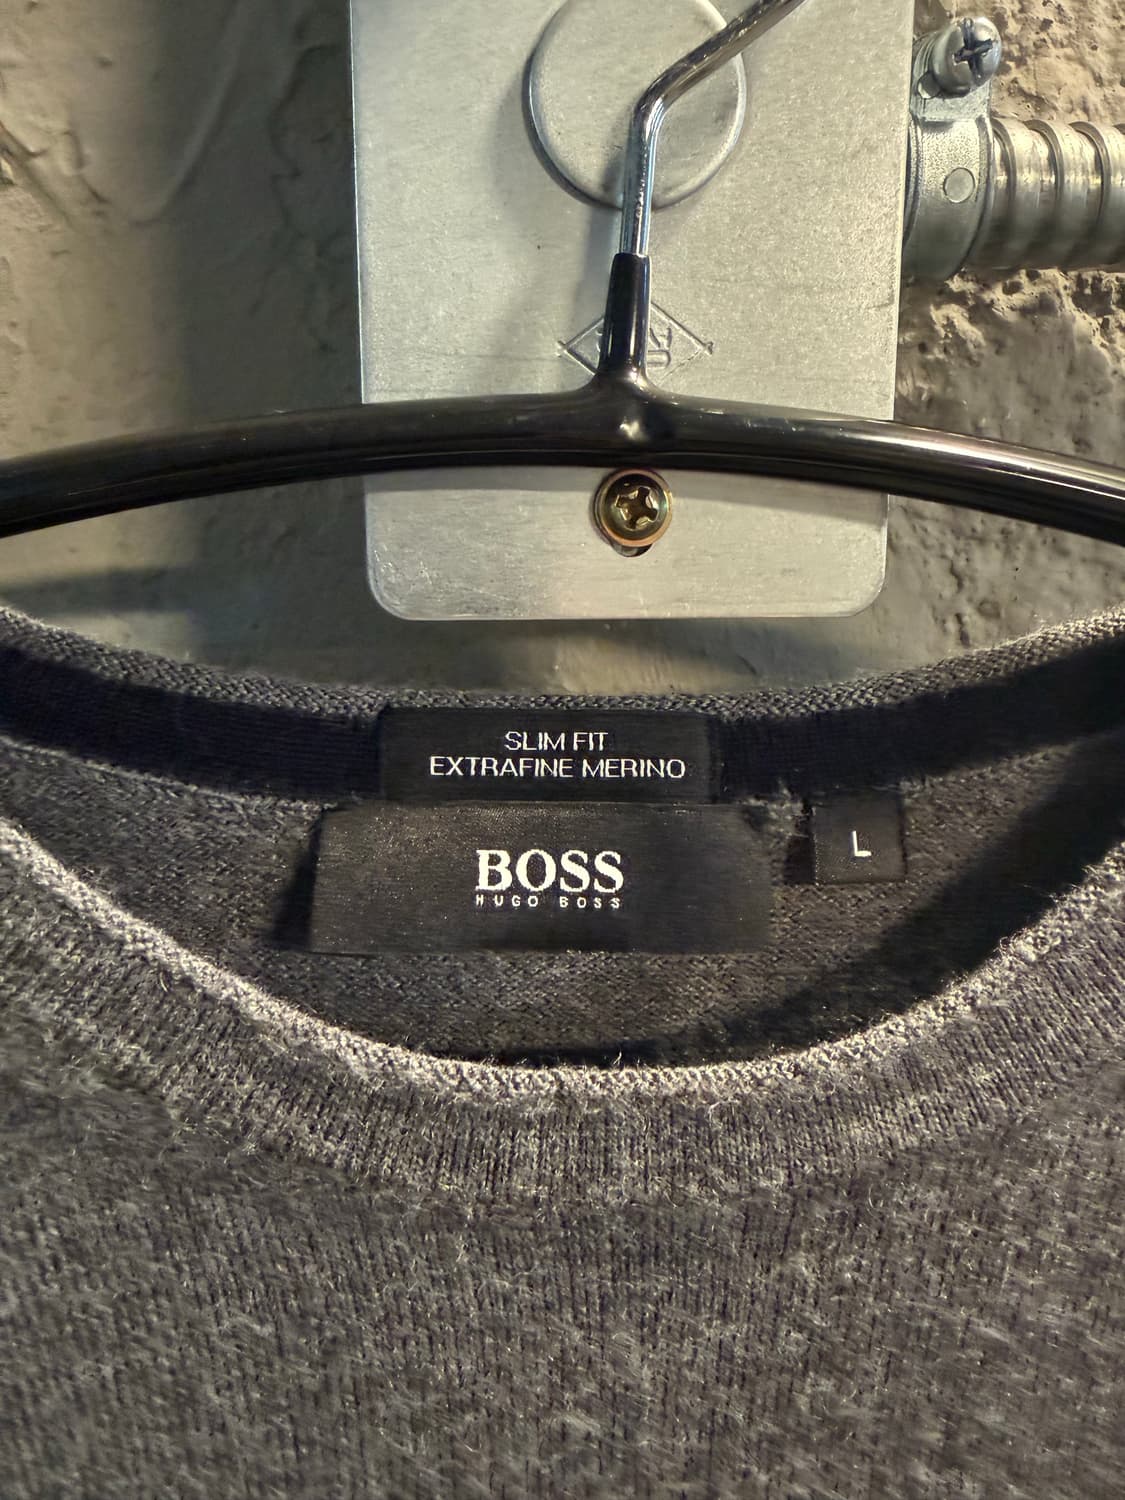 SLIM FIT
EXTRAFINE MERINO
BOSS
HUGO BOSS
L